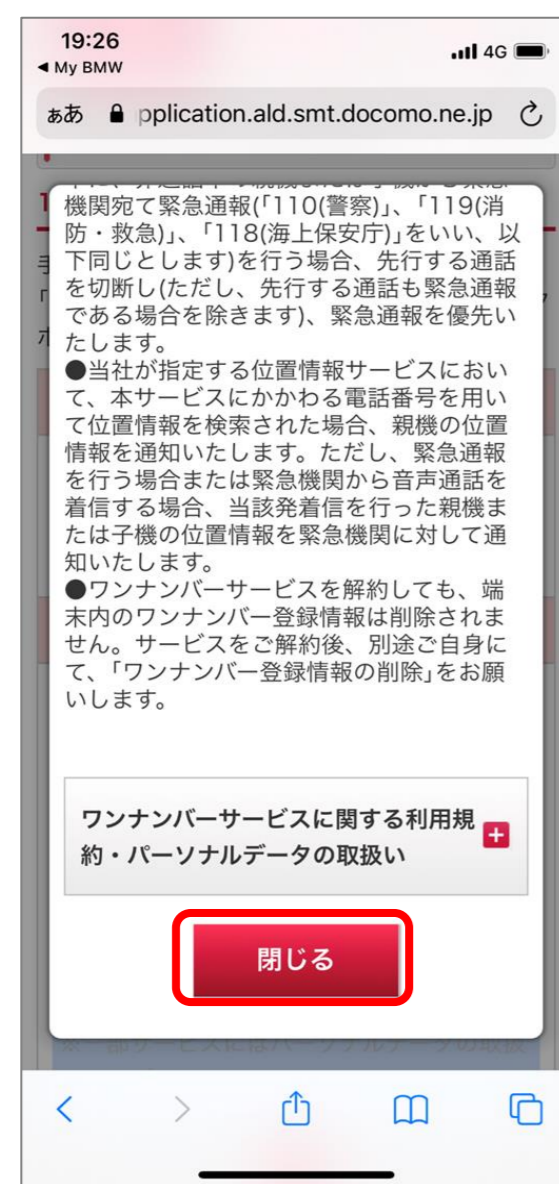 19:26
4G
◀ My BMW
ぁあ pplication.ald.smt.docomo.ne.jp
機関宛て緊急通報(「110(警察)」、「119(消
防・救急)」、「118(海上保安庁)」をいい、以
下同じとします)を行う場合、先行する通話
を切断し(ただし、先行する通話も緊急通報
である場合を除きます)、緊急通報を優先い
たします。
●当社が指定する位置情報サービスにおい
て、本サービスにかかわる電話番号を用い
て位置情報を検索された場合、親機の位置
情報を通知いたします。ただし、緊急通報
を行う場合または緊急機関から音声通話を
着信する場合、当該発着信を行った親機ま
たは子機の位置情報を緊急機関に対して通
知いたします。
●ワンナンバーサービスを解約しても、端
末内のワンナンバー登録情報は削除されま
せん。サービスをご解約後、別途ご自身に
て、「ワンナンバー登録情報の削除」をお願
いします。
ワンナンバーサービスに関する利用規
約・パーソナルデータの取扱い
閉じる